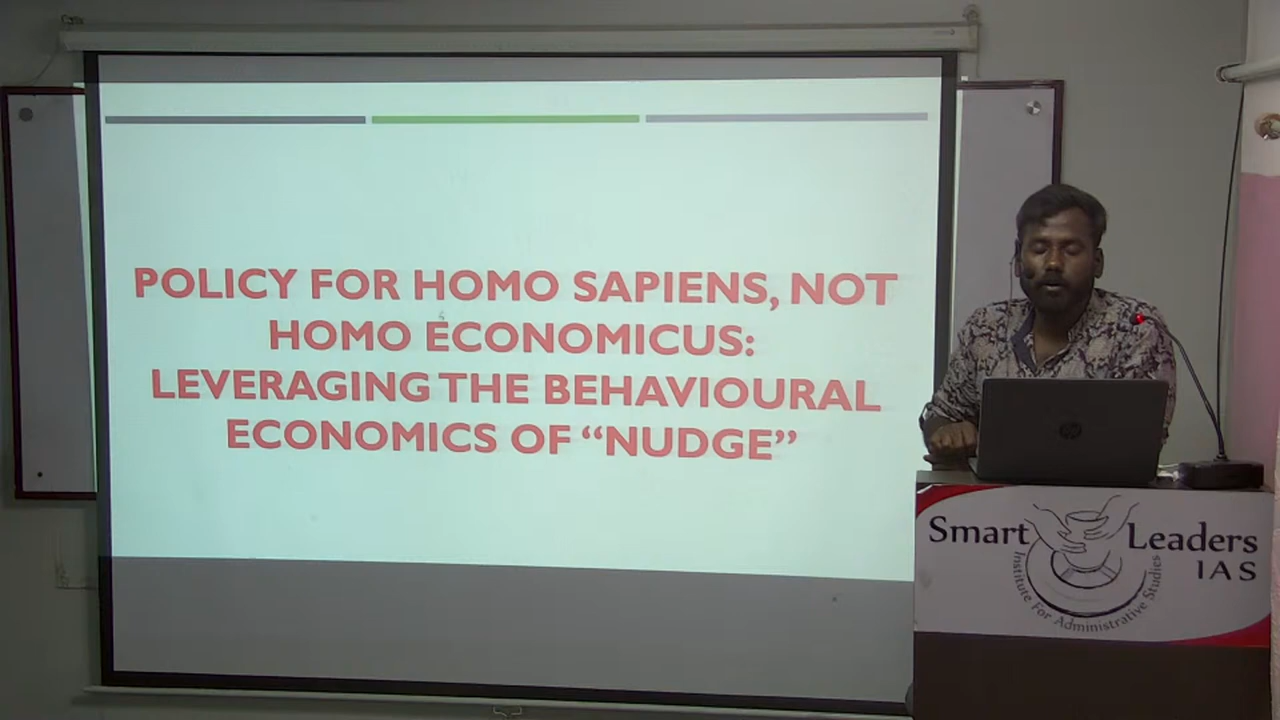 POLICY FOR HOMO SAPIENS, NOT
HOMO ECONOMICUS:
LEVERAGING THE BEHAVIOURAL
ECONOMICS OF “NUDGE”
Smart Leaders
IAS
Institute For Administrative Studies
hp